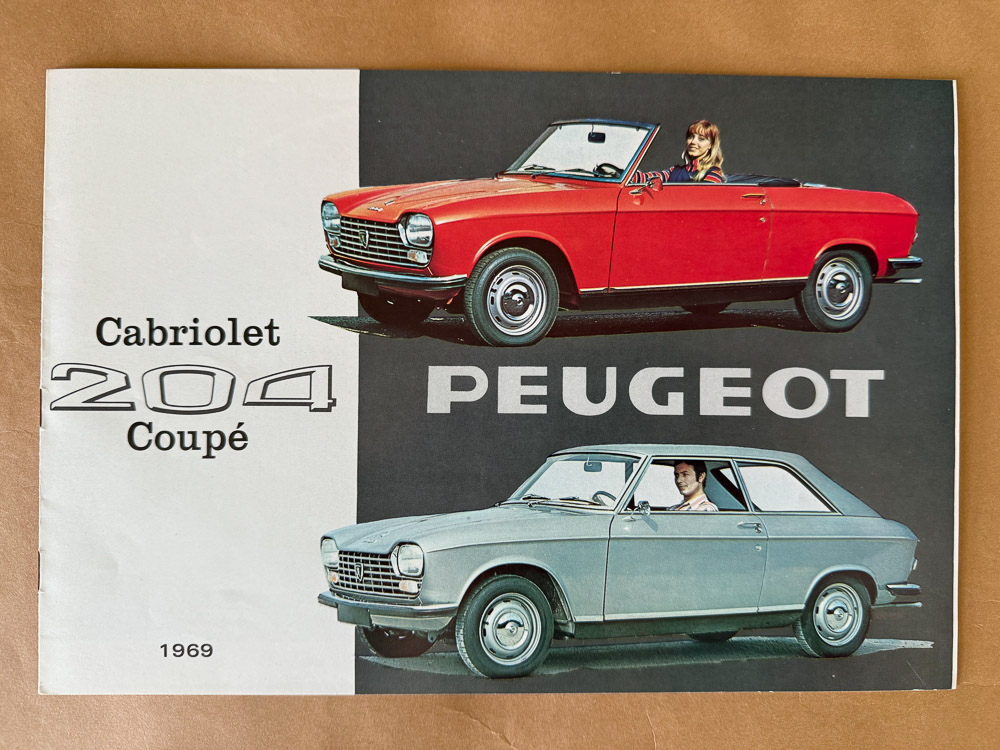 Cabriolet
204
Coupé
1969
PEUGEOT